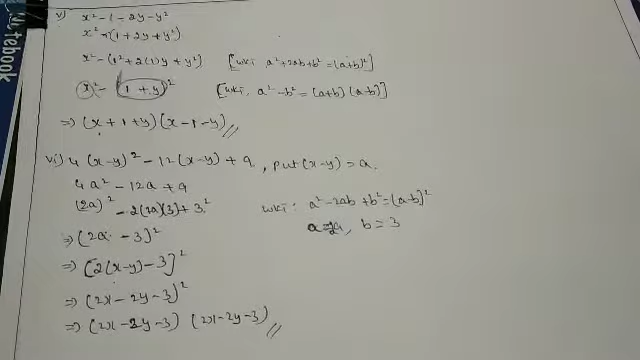 v) x² - 1 - 2y - y²
x² - (1 + 2y + y²)
x² - (1² + 2(1)y + y²) [wkt a² + 2ab + b² = (a+b)²]
x² - (1 + y)² [wkt, a² - b² = (a+b)(a-b)]
⇒ (x + 1 + y)(x - 1 - y)//
vi) 4(x-y)² - 12(x-y) + 9, put (x-y) = a.
4a² - 12a + 9
(2a)² - 2(2a)(3) + 3² wkt: a² - 2ab + b² = (a-b)²
⇒ (2a - 3)² a = 2a, b = 3
⇒ [2(x-y) - 3]²
⇒ (2x - 2y - 3)²
⇒ (2x - 2y - 3) (2x - 2y - 3)//
tebook